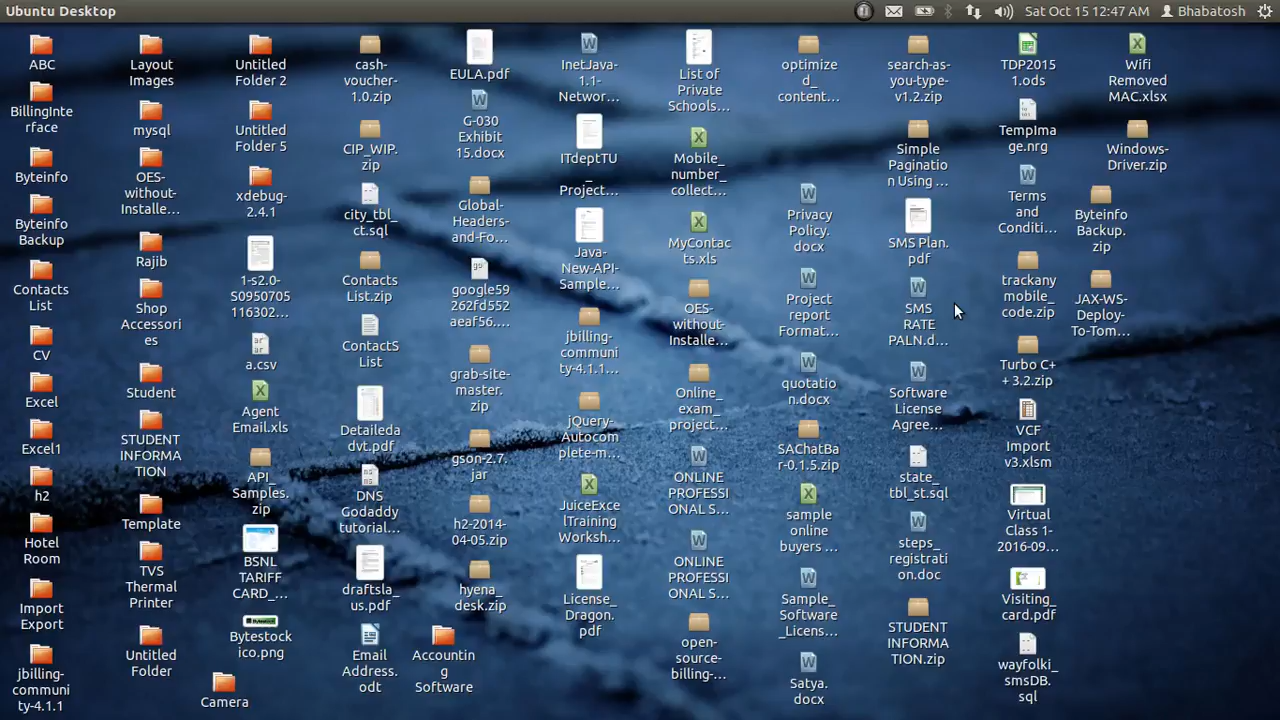 Ubuntu Desktop
Sat Oct 15 12:47 AM
Bhabatosh
ABC
BillingInte
rface
Byteinfo
Byteinfo
Backup
Contacts
List
CV
Excel
Excel1
h2
Hotel
Room
Import
Export
jbilling-
communi
ty-4.1.1
Layout
Images
mysql
OES-
without-
Installe...
Rajib
Shop
Accessori
es
Student
STUDENT
INFORMA
TION
Template
TVS
Thermal
Printer
Untitled
Folder
Untitled
Folder 2
Untitled
Folder 5
xdebug-
2.4.1
1-s2.0-
S0950705
116302...
a.csv
Agent
Email.xls
API_
Samples.
zip
BSNL
TARIFF
CARD_...
Bytestock
ico.png
Camera
cash-
voucher-
1.0.zip
CIP_WIP.
zip
city_tbl_
ct.sql
Contacts
List.zip
ContactS
List
Detaileda
dvt.pdf
DNS
Godaddy
tutorial...
draftsla_
us.pdf
Email
Address.
odt
EULA.pdf
G-030
Exhibit
15.docx
Global-
Headers-
and-Fo...
google59
262fd552
aeaf56....
grab-site-
master.
zip
gson-2.7.
jar
h2-2014-
04-05.zip
hyena_
desk.zip
Accountin
g
Software
InetJava-
1.1-
Networ...
ITdeptTU
_
Project...
Java-
New-API-
Sample...
jbilling-
communi
ty-4.1.1...
jQuery-
Autocom
plete-m...
JuiceExce
lTraining
Worksh...
License_
Dragon.
pdf
List of
Private
Schools...
Mobile_
number_
collect...
MyContac
ts.xls
OES-
without-
Installe...
Online_
exam_
project...
ONLINE
PROFESSI
ONAL S...
ONLINE
PROFESSI
ONAL S...
open-
source-
billing-...
optimize
d_
content...
Privacy
Policy.
docx
Project
report
Format...
quotatio
n.docx
SAChatBa
r-0.1.5.zip
sample
online
buyers ...
Sample_
Software
_Licens...
Satya.
docx
search-as-
you-type-
v1.2.zip
Simple
Paginatio
n Using ...
SMS Plan.
pdf
SMS
RATE
PALN.d...
Software
License
Agree...
state_
tbl_st.sql
steps_
registrati
on.doc
STUDENT
INFORMA
TION.zip
TDP2015
1.ods
TempIma
ge.nrg
Terms
and
Conditi...
trackany
mobile_
code.zip
Turbo C+
+ 3.2.zip
VCF
Import
v3.xlsm
Virtual
Class 1-
2016-09...
Visiting_
card.pdf
wayfolki_
smsDB.
sql
Wifi
Removed
MAC.xlsx
Windows-
Driver.zip
Byteinfo
Backup.
zip
JAX-WS-
Deploy-
To-Tom...